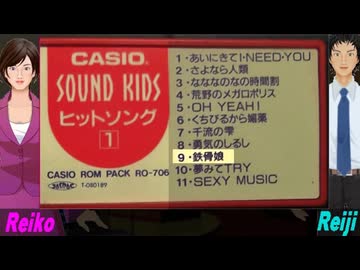 CASIO
SOUND KIDS
ヒットソング
1
CASIO ROM PACK RO-706
T-080189
1・あいにきてI・NEED・YOU
2・さよなら人類
3・なななのなの時間割
4・荒野のメガロポリス
5・OH YEAH!
6・くちびるから媚薬
7・千流の雫
8・勇気のしるし
9・鉄骨娘
10・夢みてTRY
11・SEXY MUSIC
Reiko
Reiji